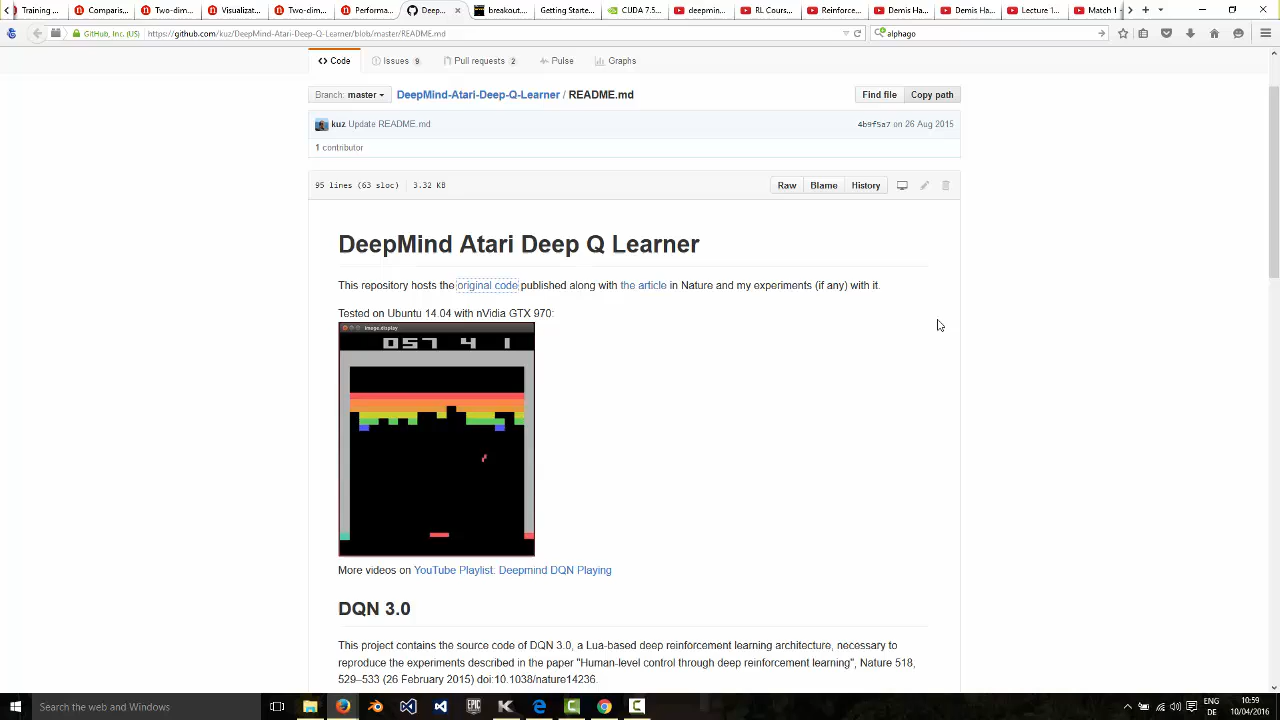 Training ...
Comparis...
Two-dim...
Visualizat...
Two-dim...
Performa...
Deep...
breakout...
Getting Starte...
CUDA 7.5...
deepmin...
RL Cours...
Reinforce...
Demis Ha...
Demis Ha...
Lecture 1...
Match 1
GitHub, Inc. (US)
https://github.com/kuz/DeepMind-Atari-Deep-Q-Learner/blob/master/README.md
alphago
Code
Issues 9
Pull requests 2
Pulse
Graphs
Branch: master
DeepMind-Atari-Deep-Q-Learner / README.md
Find file
Copy path
kuz Update README.md
4b9f5a7 on 26 Aug 2015
1 contributor
95 lines (63 sloc) | 3.32 KB
Raw
Blame
History
DeepMind Atari Deep Q Learner
This repository hosts the original code published along with the article in Nature and my experiments (if any) with it.
Tested on Ubuntu 14.04 with nVidia GTX 970:
image.display
057 4 1
More videos on YouTube Playlist: Deepmind DQN Playing
DQN 3.0
This project contains the source code of DQN 3.0, a Lua-based deep reinforcement learning architecture, necessary to
reproduce the experiments described in the paper "Human-level control through deep reinforcement learning", Nature 518,
529–533 (26 February 2015) doi:10.1038/nature14236.
Search the web and Windows
ENG
DE
10:59
10/04/2016